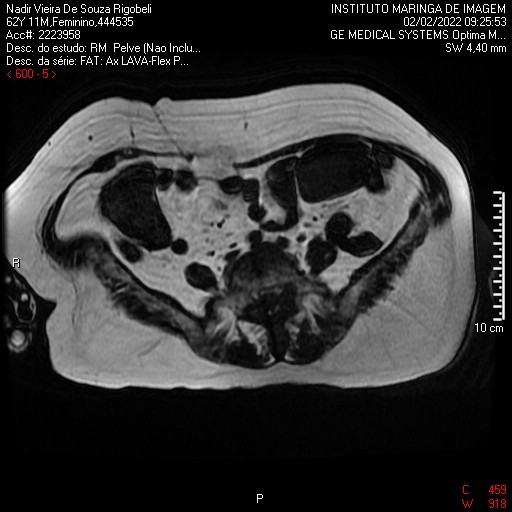 Nadir Vieira De Souza Rigobeli
62Y 11M,Feminino,444535
Acc#: 2223958
Desc. do estudo: RM  Pelve (Nao Inclu...
Desc. da série: FAT: Ax LAVA-Flex P...
< 600 - 5 >
INSTITUTO MARINGA DE IMAGEM
02/02/2022 09:25:53
GE MEDICAL SYSTEMS Optima M...
SW 4,40 mm
R
10 cm
P
C 459
W 918